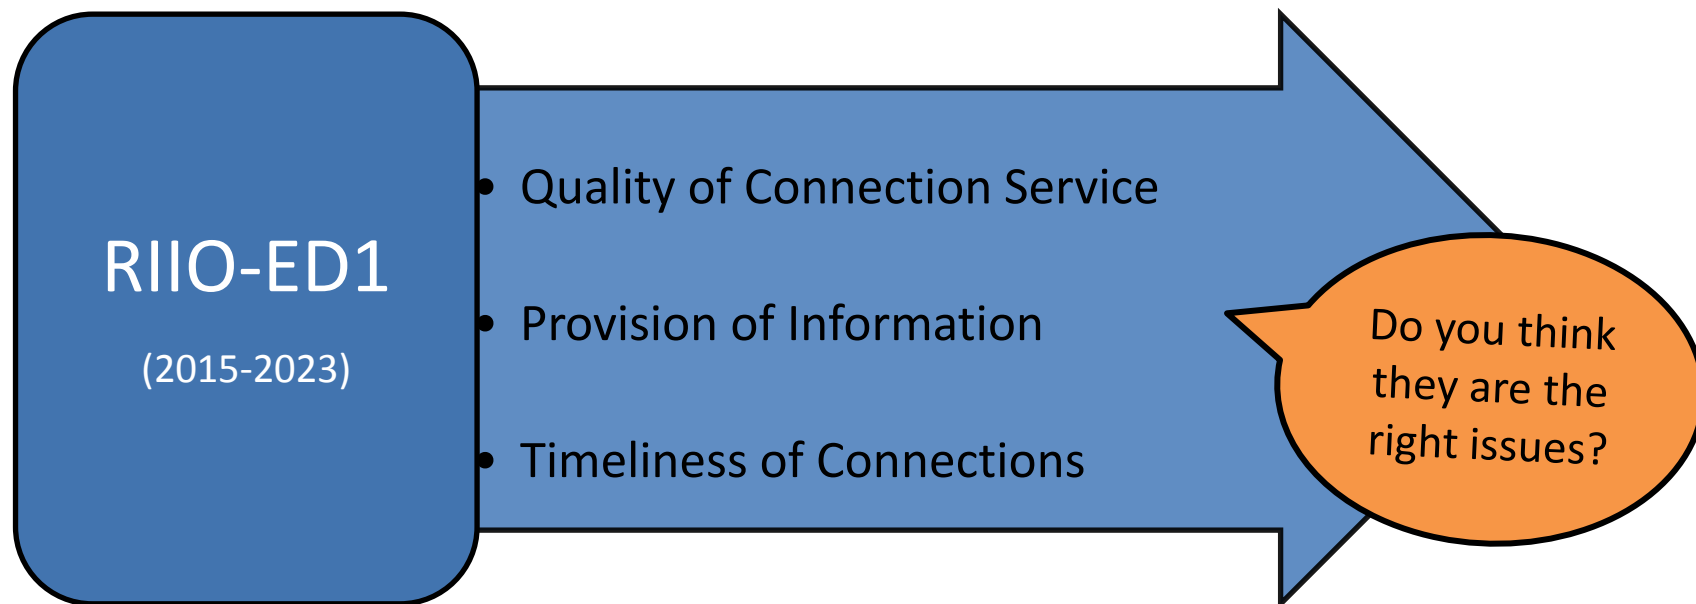 RIIO-ED1
(2015-2023)
• Quality of Connection Service
• Provision of Information
• Timeliness of Connections
Do you think
they are the
right issues?